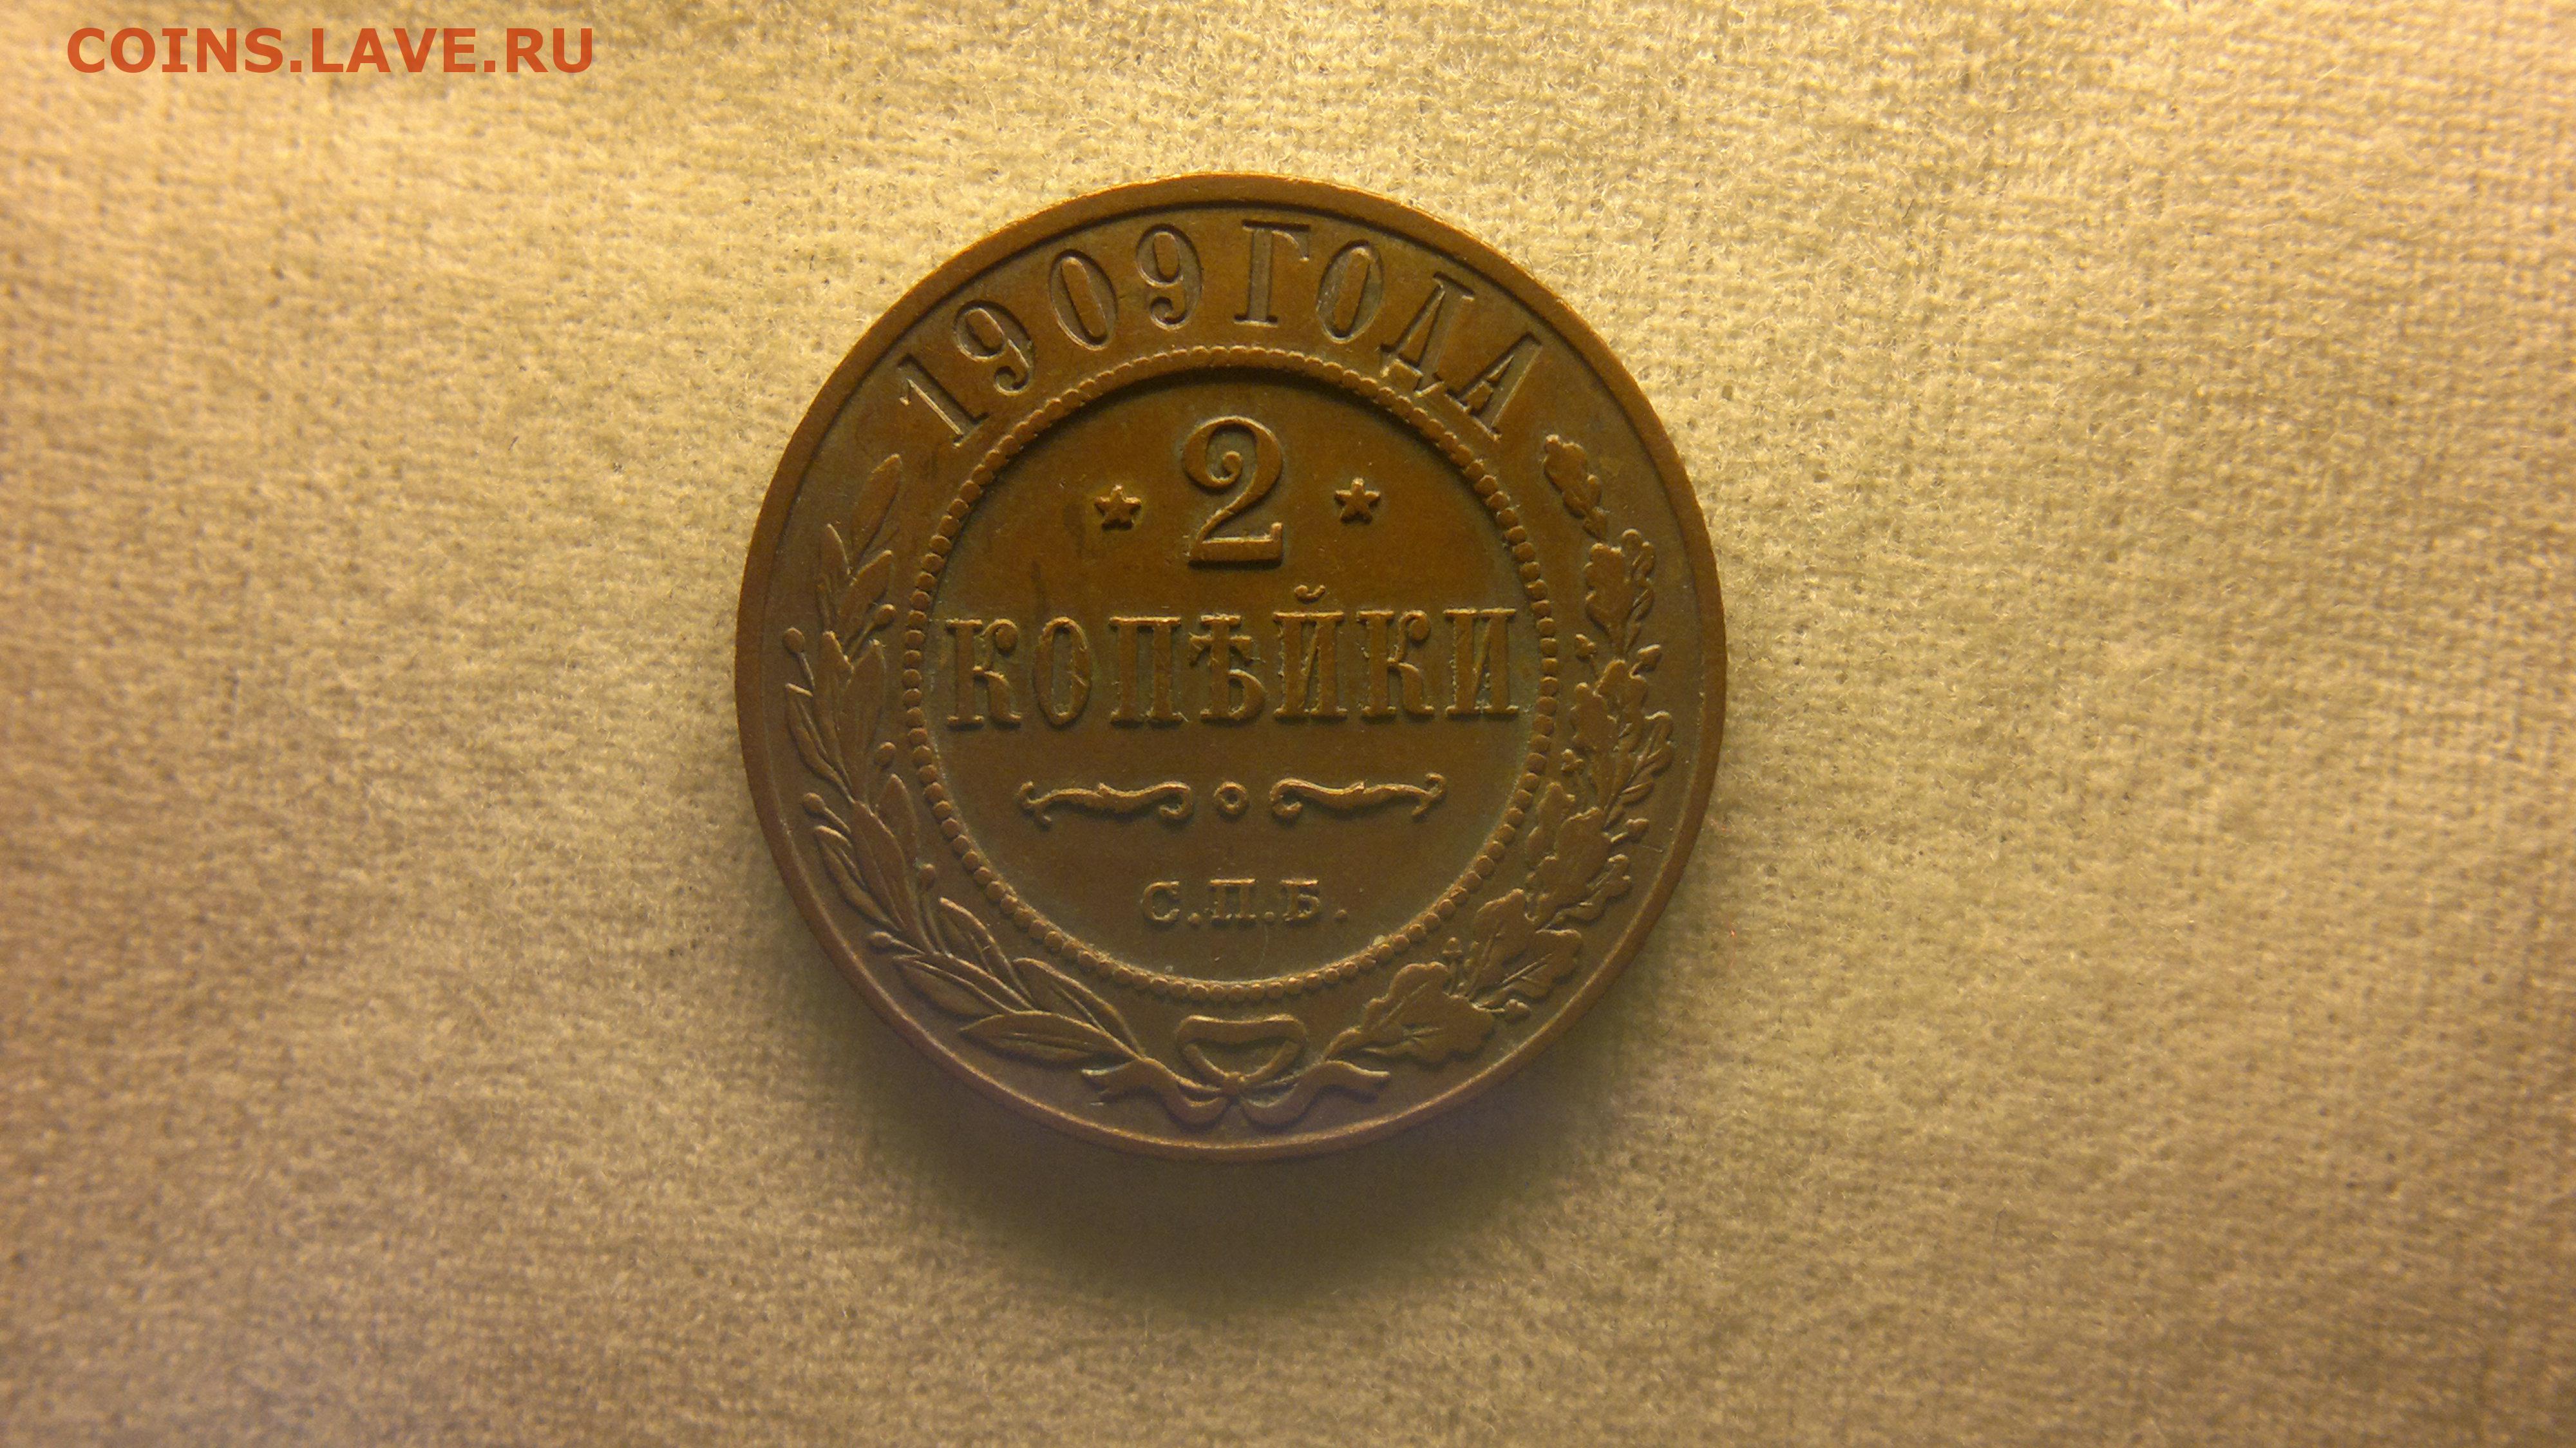 COINS.LAVE.RU
1909 ГОДА
2
КОПѢЙКИ
С.П.Б.